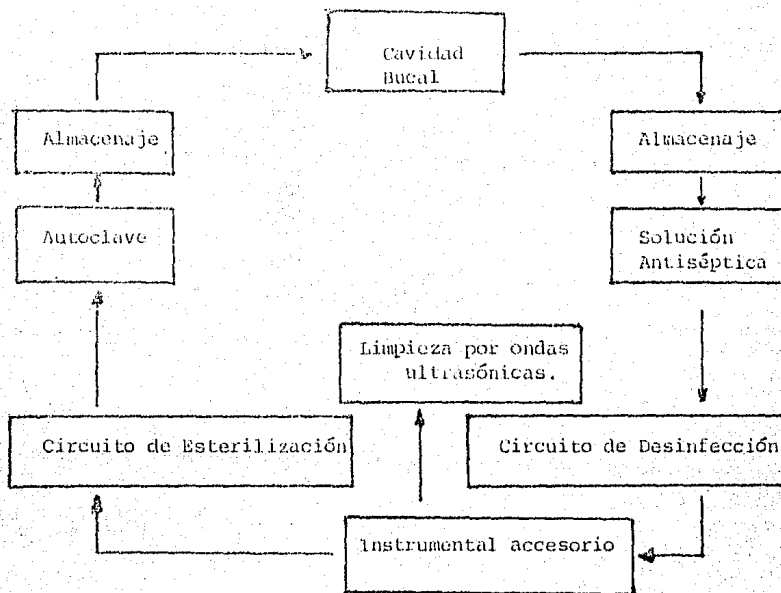 Cavidad
Bucal
Almacenaje
Almacenaje
Autoclave
Solución
Antiséptica
Limpieza por ondas
ultrasónicas.
Circuito de Esterilización
Circuito de Desinfección
Instrumental accesorio